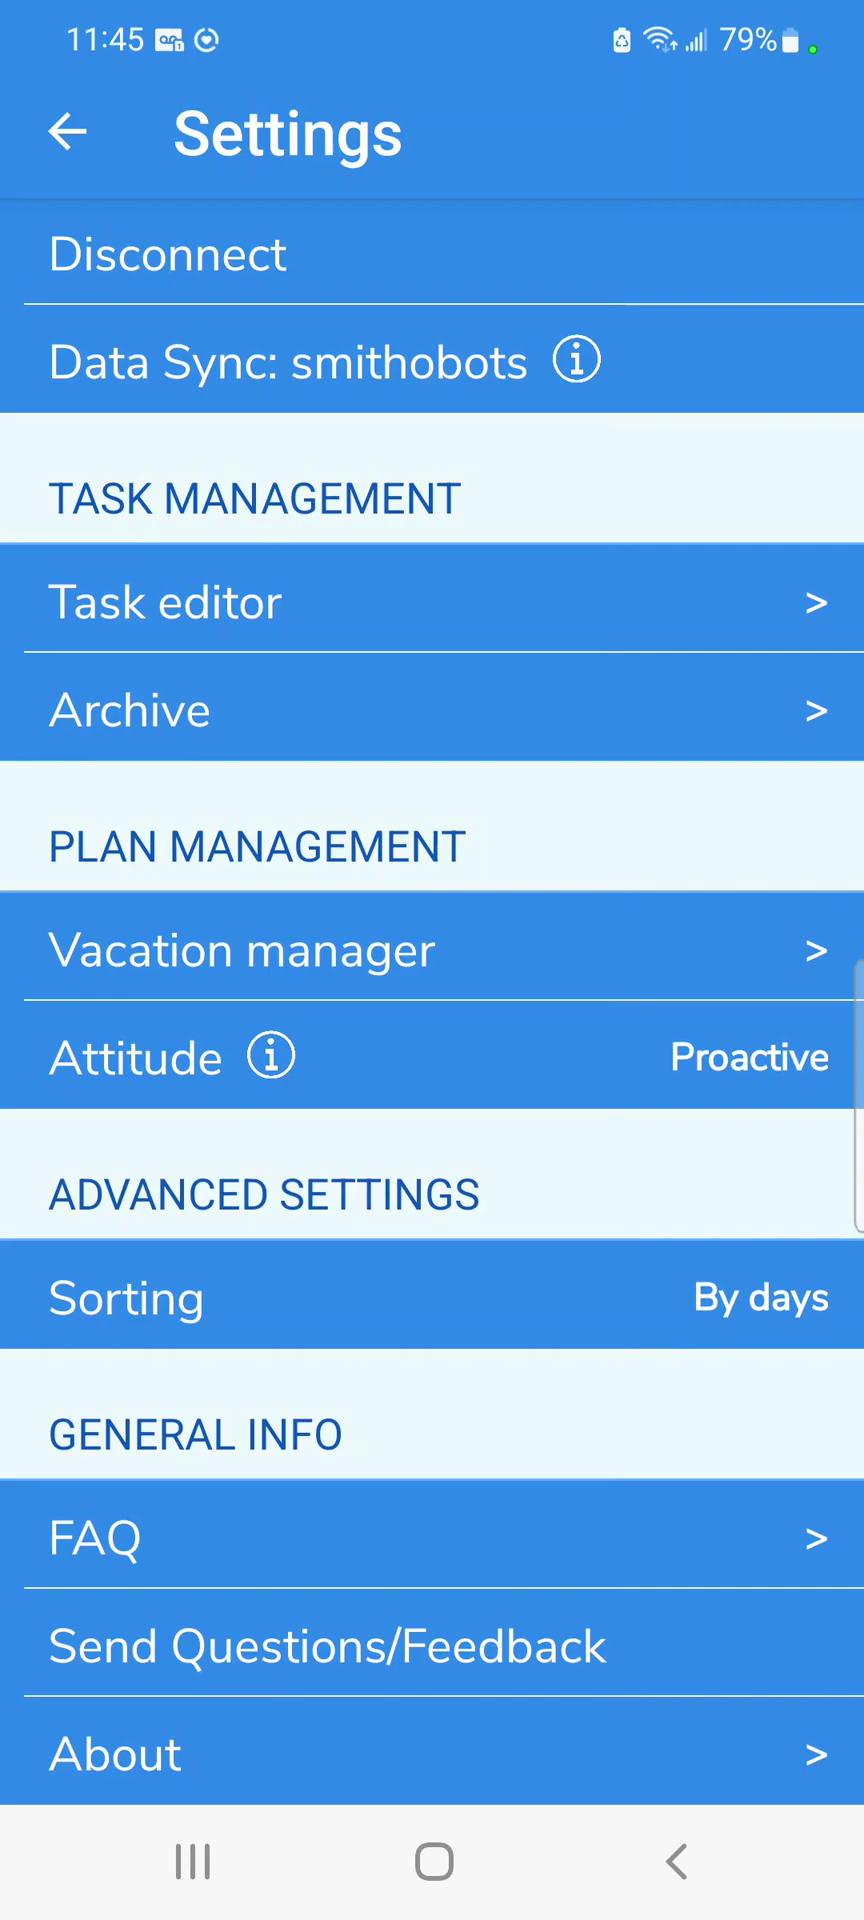 11:45 79%
Settings
Disconnect
Data Sync: smithobots
TASK MANAGEMENT
Task editor >
Archive >
PLAN MANAGEMENT
Vacation manager >
Attitude Proactive
ADVANCED SETTINGS
Sorting By days
GENERAL INFO
FAQ >
Send Questions/Feedback
About >